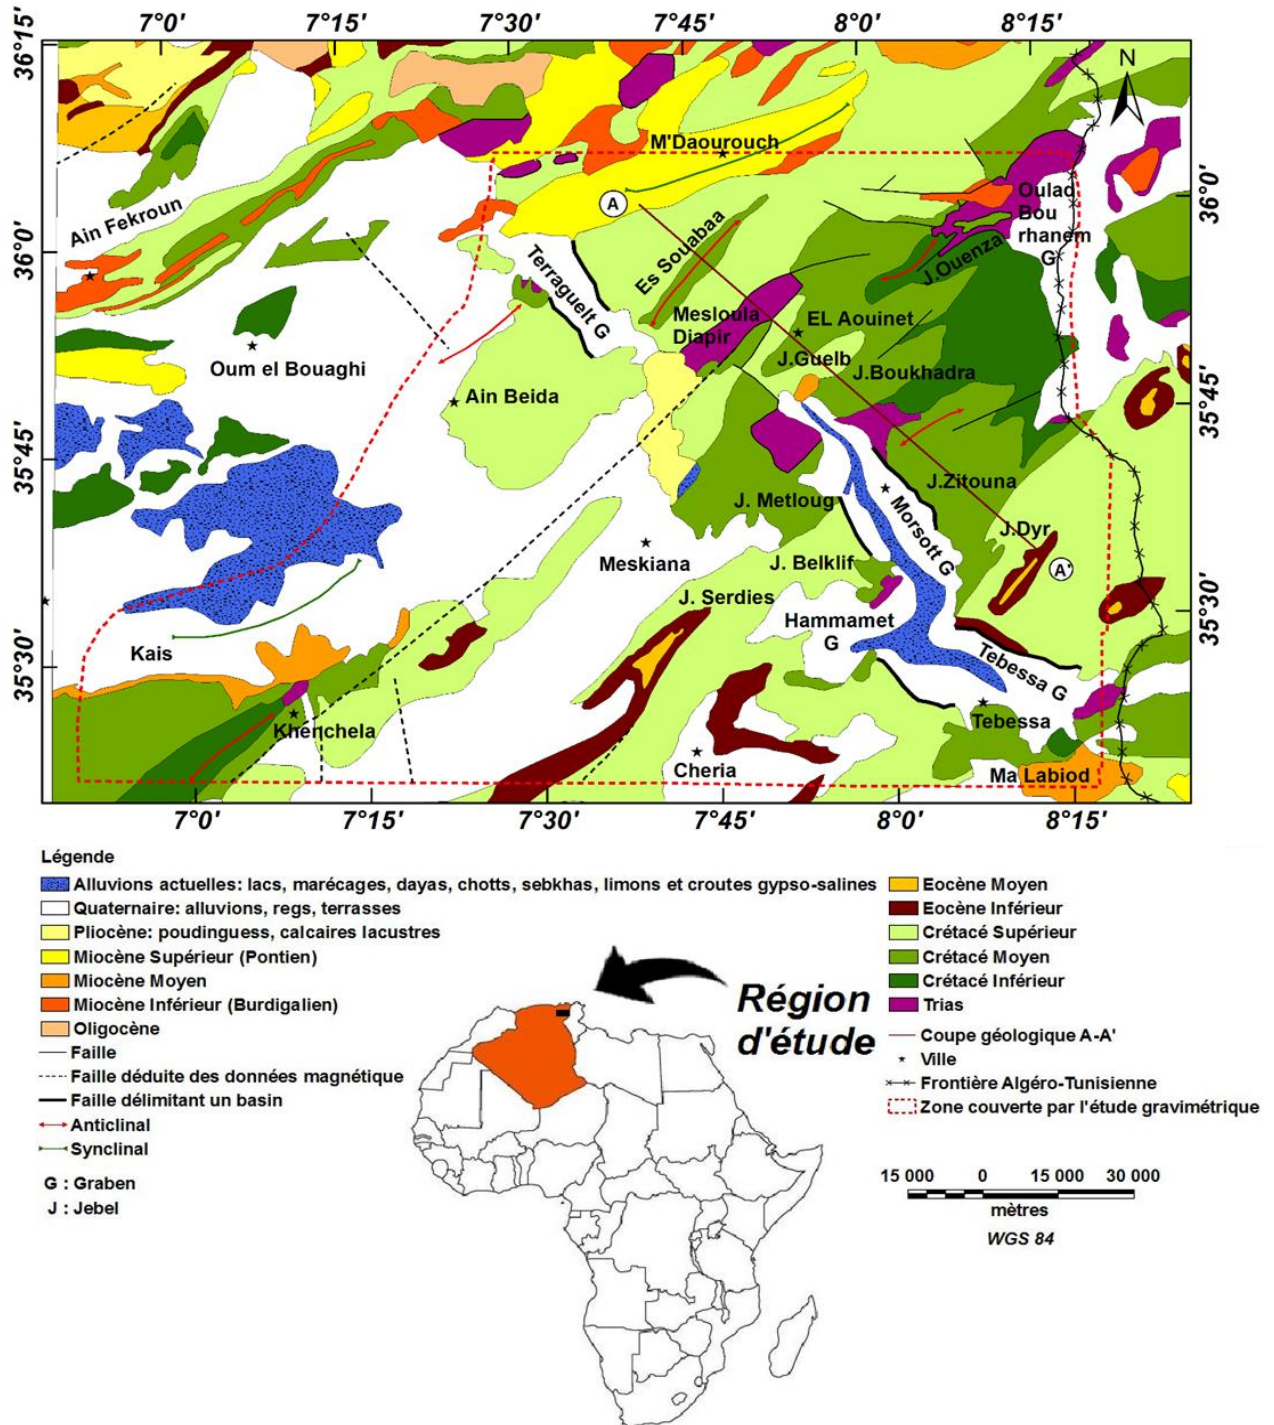 7°0' 7°15' 7°30' 7°45' 8°0' 8°15'
36°15'
N
M'Daourouch
36°0'
A
Oulad
Bou
rhanem
G
Ain Fekroun
36°0'
Es Souabaa
J.Ouenza
Terraguelt G
Mesloula
Diapir
EL Aouinet
J.Guelb
J.Boukhadra
Oum el Bouaghi
Ain Beida
35°45'
35°45'
J.Zitouna
J. Metloug
Morsott G
J.Dyr
Meskiana
J. Belklif
A'
J. Serdies
35°30'
Hammamet
G
Kais
Tebessa G
35°30'
Khenchela
Tebessa
Cheria
Ma Labiod
7°0' 7°15' 7°30' 7°45' 8°0' 8°15'
Légende
Alluvions actuelles: lacs, marécages, dayas, chotts, sebkhas, limons et croutes gypso-salines
Quaternaire: alluvions, regs, terrasses
Pliocène: poudinguess, calcaires lacustres
Miocène Supérieur (Pontien)
Miocène Moyen
Miocène Inférieur (Burdigalien)
Oligocène
Faille
Faille déduite des données magnétique
Faille délimitant un basin
Anticlinal
Synclinal
G : Graben
J : Jebel
Eocène Moyen
Eocène Inférieur
Crétacé Supérieur
Crétacé Moyen
Crétacé Inférieur
Trias
Coupe géologique A-A'
Ville
Frontière Algéro-Tunisienne
Zone couverte par l'étude gravimétrique
Région
d'étude
15 000 0 15 000 30 000
mètres
WGS 84